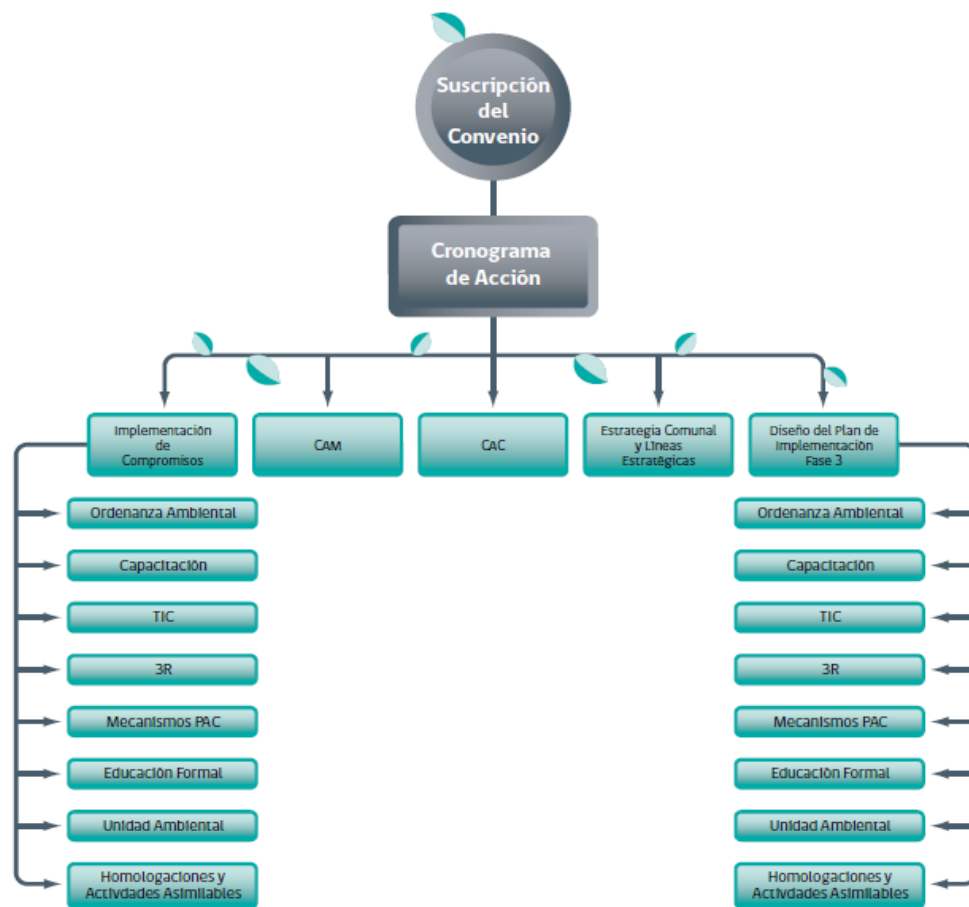 Suscripción
del
Convenio
Cronograma
de Acción
Implementación
de
Compromisos
CAM
CAC
Estrategia Comunal
y Líneas
Estratégicas
Diseño del Plan de
Implementación
Fase 3
Ordenanza Ambiental
Capacitación
TIC
3R
Mecanismos PAC
Educación Formal
Unidad Ambiental
Homologaciones y
Activdades Asimilables
Ordenanza Ambiental
Capacitación
TIC
3R
Mecanismos PAC
Educación Formal
Unidad Ambiental
Homologaciones y
Activdades Asimilables